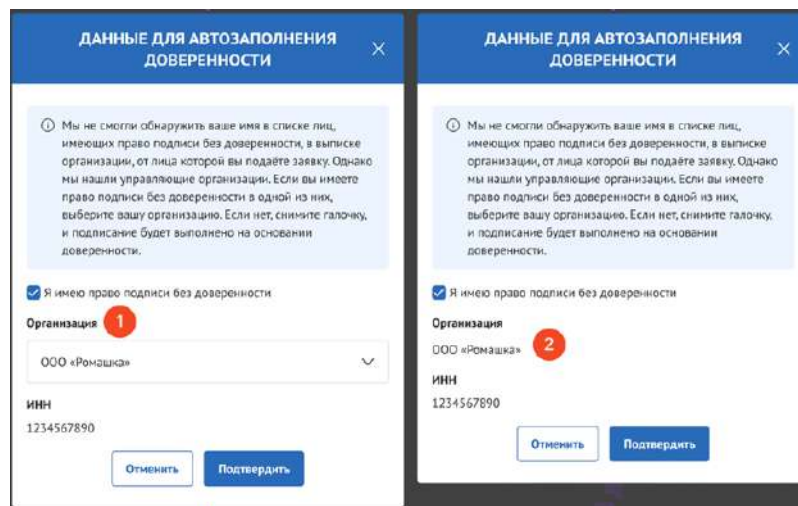 ДАННЫЕ ДЛЯ АВТОЗАПОЛНЕНИЯ
ДОВЕРЕННОСТИ
Мы не смогли обнаружить ваше имя в списке лиц,
имеющих право подписи без доверенности, в выписке
организации, от лица которой вы подаёте заявку. Однако
мы нашли управляющие организации. Если вы имеете
право подписи без доверенности в одной из них,
выберите вашу организацию. Если нет, снимите галочку,
и подписание будет выполнено на основании
доверенности.
Я имею право подписи без доверенности
Организация 1
ООО «Ромашка»
ИНН
1234567890
Отменить Подтвердить
ДАННЫЕ ДЛЯ АВТОЗАПОЛНЕНИЯ
ДОВЕРЕННОСТИ
Мы не смогли обнаружить ваше имя в списке лиц,
имеющих право подписи без доверенности, в выписке
организации, от лица которой вы подаёте заявку. Однако
мы нашли управляющие организации. Если вы имеете
право подписи без доверенности в одной из них,
выберите вашу организацию. Если нет, снимите галочку,
и подписание будет выполнено на основании
доверенности.
Я имею право подписи без доверенности
Организация
ООО «Ромашка» 2
ИНН
1234567890
Отменить Подтвердить